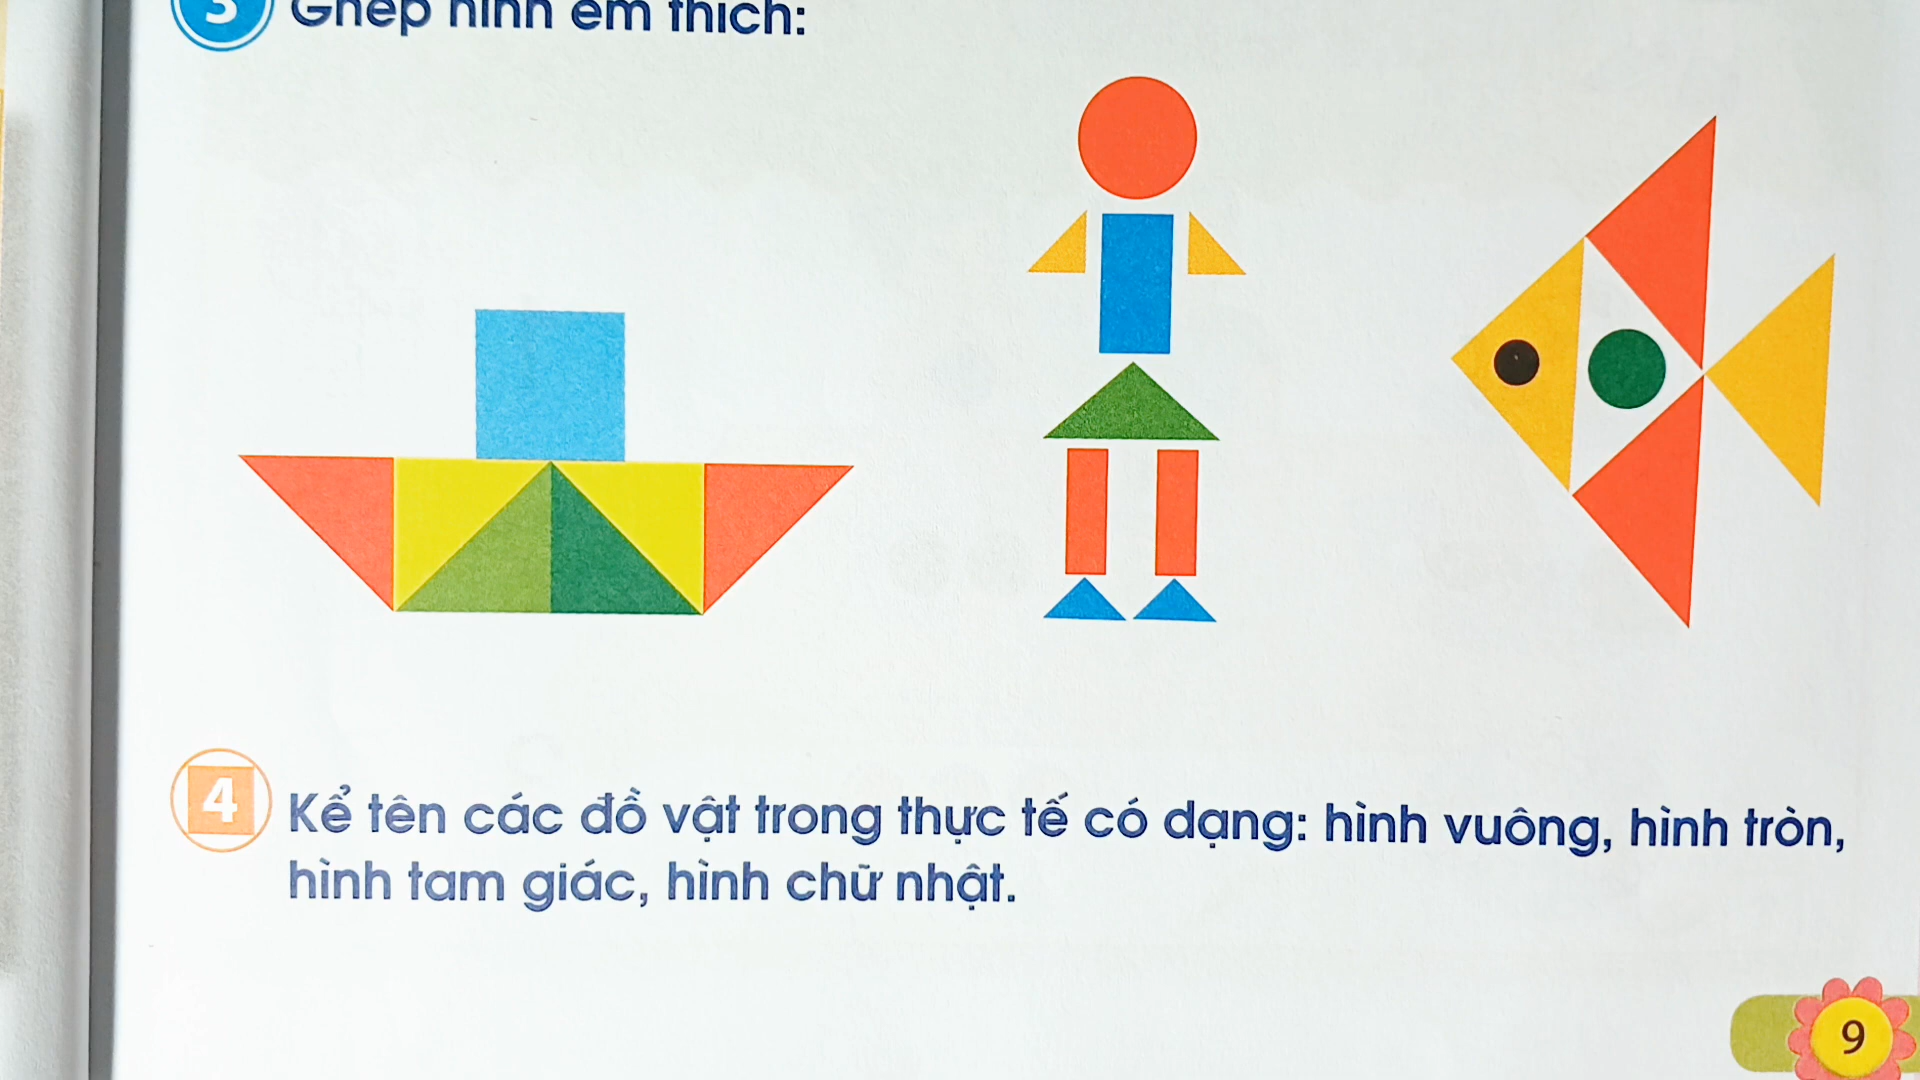 3 Ghép hình em thích:
4 Kể tên các đồ vật trong thực tế có dạng: hình vuông, hình tròn,
hình tam giác, hình chữ nhật.
9